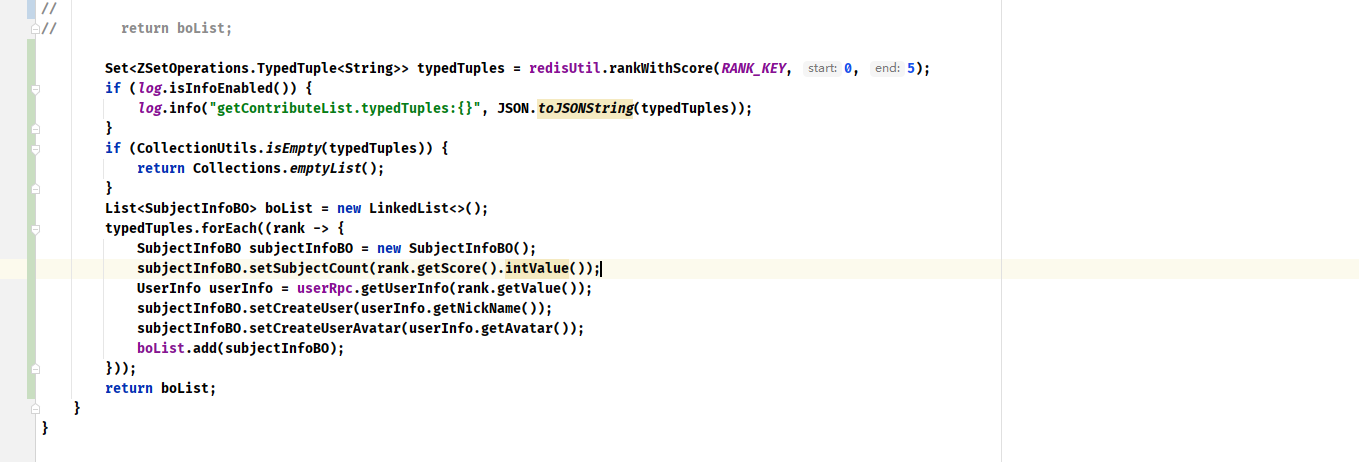 //
//        return boList;
        Set<ZSetOperations.TypedTuple<String>> typedTuples = redisUtil.rankWithScore(RANK_KEY, start: 0, end: 5);
        if (log.isInfoEnabled()) {
            log.info("getContributeList.typedTuples:{}", JSON.toJSONString(typedTuples));
        }
        if (CollectionUtils.isEmpty(typedTuples)) {
            return Collections.emptyList();
        }
        List<SubjectInfoBO> boList = new LinkedList<>();
        typedTuples.forEach((rank -> {
            SubjectInfoBO subjectInfoBO = new SubjectInfoBO();
            subjectInfoBO.setSubjectCount(rank.getScore().intValue());
            UserInfo userInfo = userRpc.getUserInfo(rank.getValue());
            subjectInfoBO.setCreateUser(userInfo.getNickName());
            subjectInfoBO.setCreateUserAvatar(userInfo.getAvatar());
            boList.add(subjectInfoBO);
        }));
        return boList;
    }
}